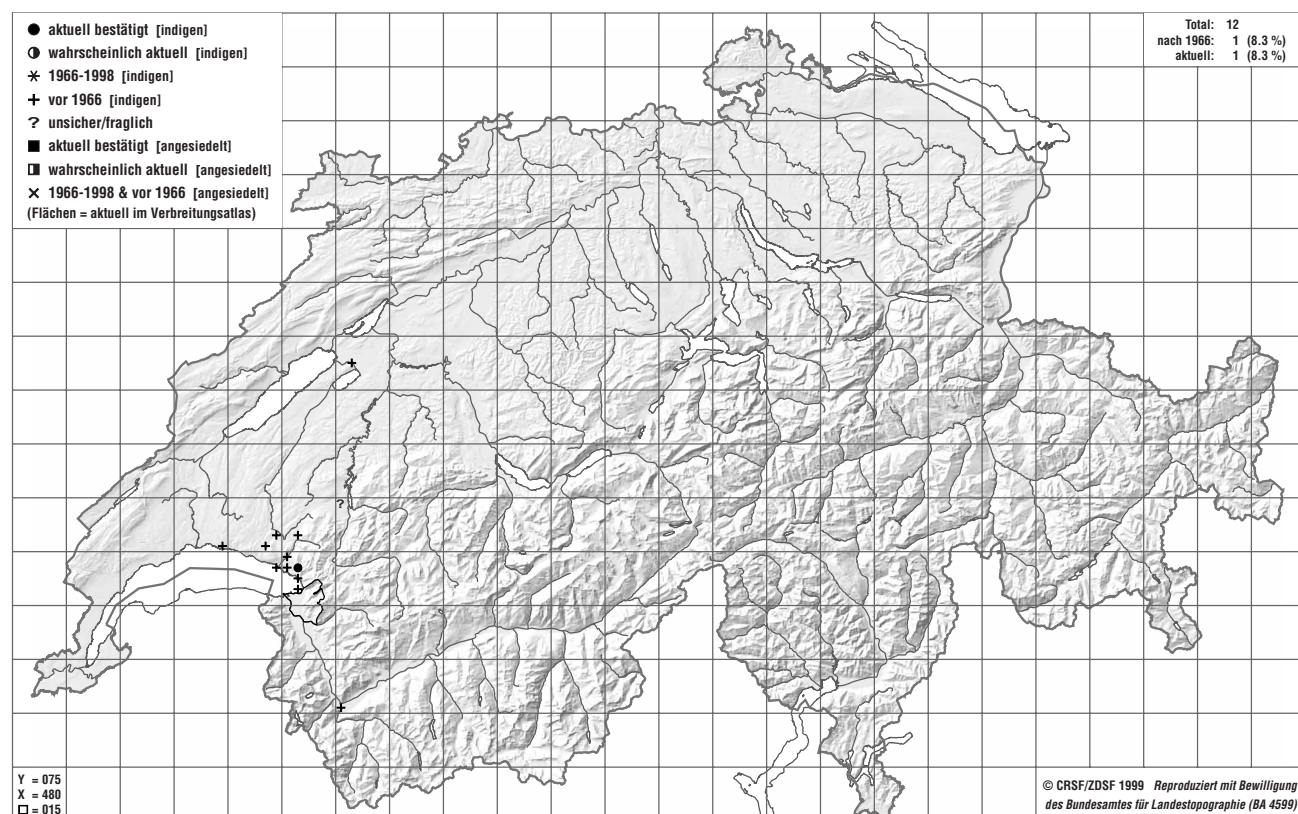 ● aktuell bestätigt [indigen]
◑ wahrscheinlich aktuell [indigen]
✳ 1966-1998 [indigen]
+ vor 1966 [indigen]
? unsicher/fraglich
■ aktuell bestätigt [angesiedelt]
◨ wahrscheinlich aktuell [angesiedelt]
× 1966-1998 & vor 1966 [angesiedelt]
(Flächen = aktuell im Verbreitungsatlas)
Total: 12
nach 1966: 1 (8.3 %)
aktuell: 1 (8.3 %)
?
Y = 075
X = 480
□ = 015
© CRSF/ZDSF 1999 Reproduziert mit Bewilligung
des Bundesamtes für Landestopographie (BA 4599)